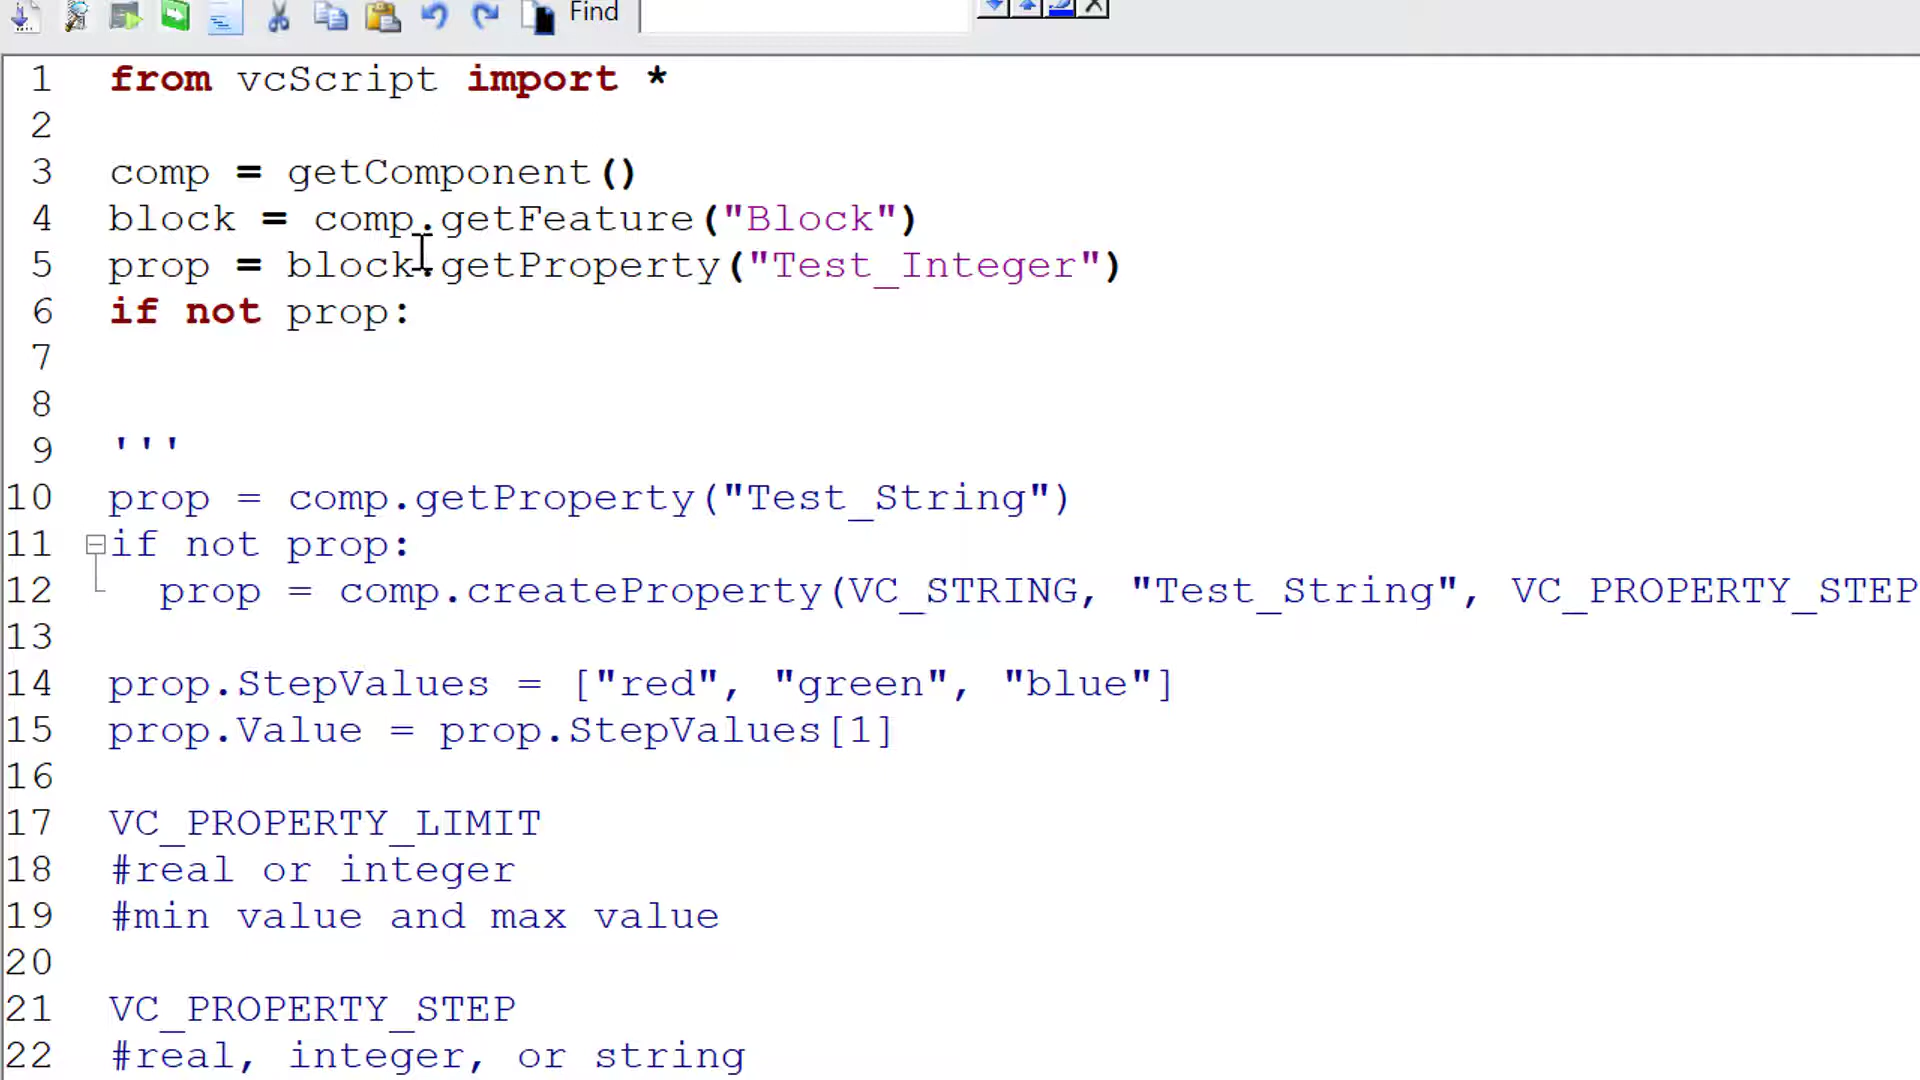 Find
1 from vcScript import *
2
3 comp = getComponent()
4 block = comp.getFeature("Block")
5 prop = block.getProperty("Test_Integer")
6 if not prop:
7
8
9 '''
10 prop = comp.getProperty("Test_String")
11 if not prop:
12 prop = comp.createProperty(VC_STRING, "Test_String", VC_PROPERTY_STEP
13
14 prop.StepValues = ["red", "green", "blue"]
15 prop.Value = prop.StepValues[1]
16
17 VC_PROPERTY_LIMIT
18 #real or integer
19 #min value and max value
20
21 VC_PROPERTY_STEP
22 #real, integer, or string